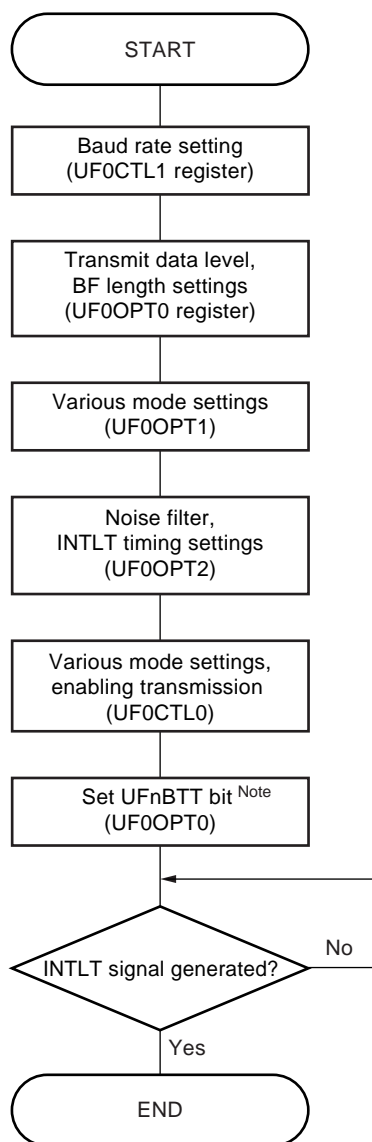 START
Baud rate setting
(UF0CTL1 register)
Transmit data level,
BF length settings
(UF0OPT0 register)
Various mode settings
(UF0OPT1)
Noise filter,
INTLT timing settings
(UF0OPT2)
Various mode settings,
enabling transmission
(UF0CTL0)
Set UFnBTT bit Note
(UF0OPT0)
INTLT signal generated?
No
Yes
END